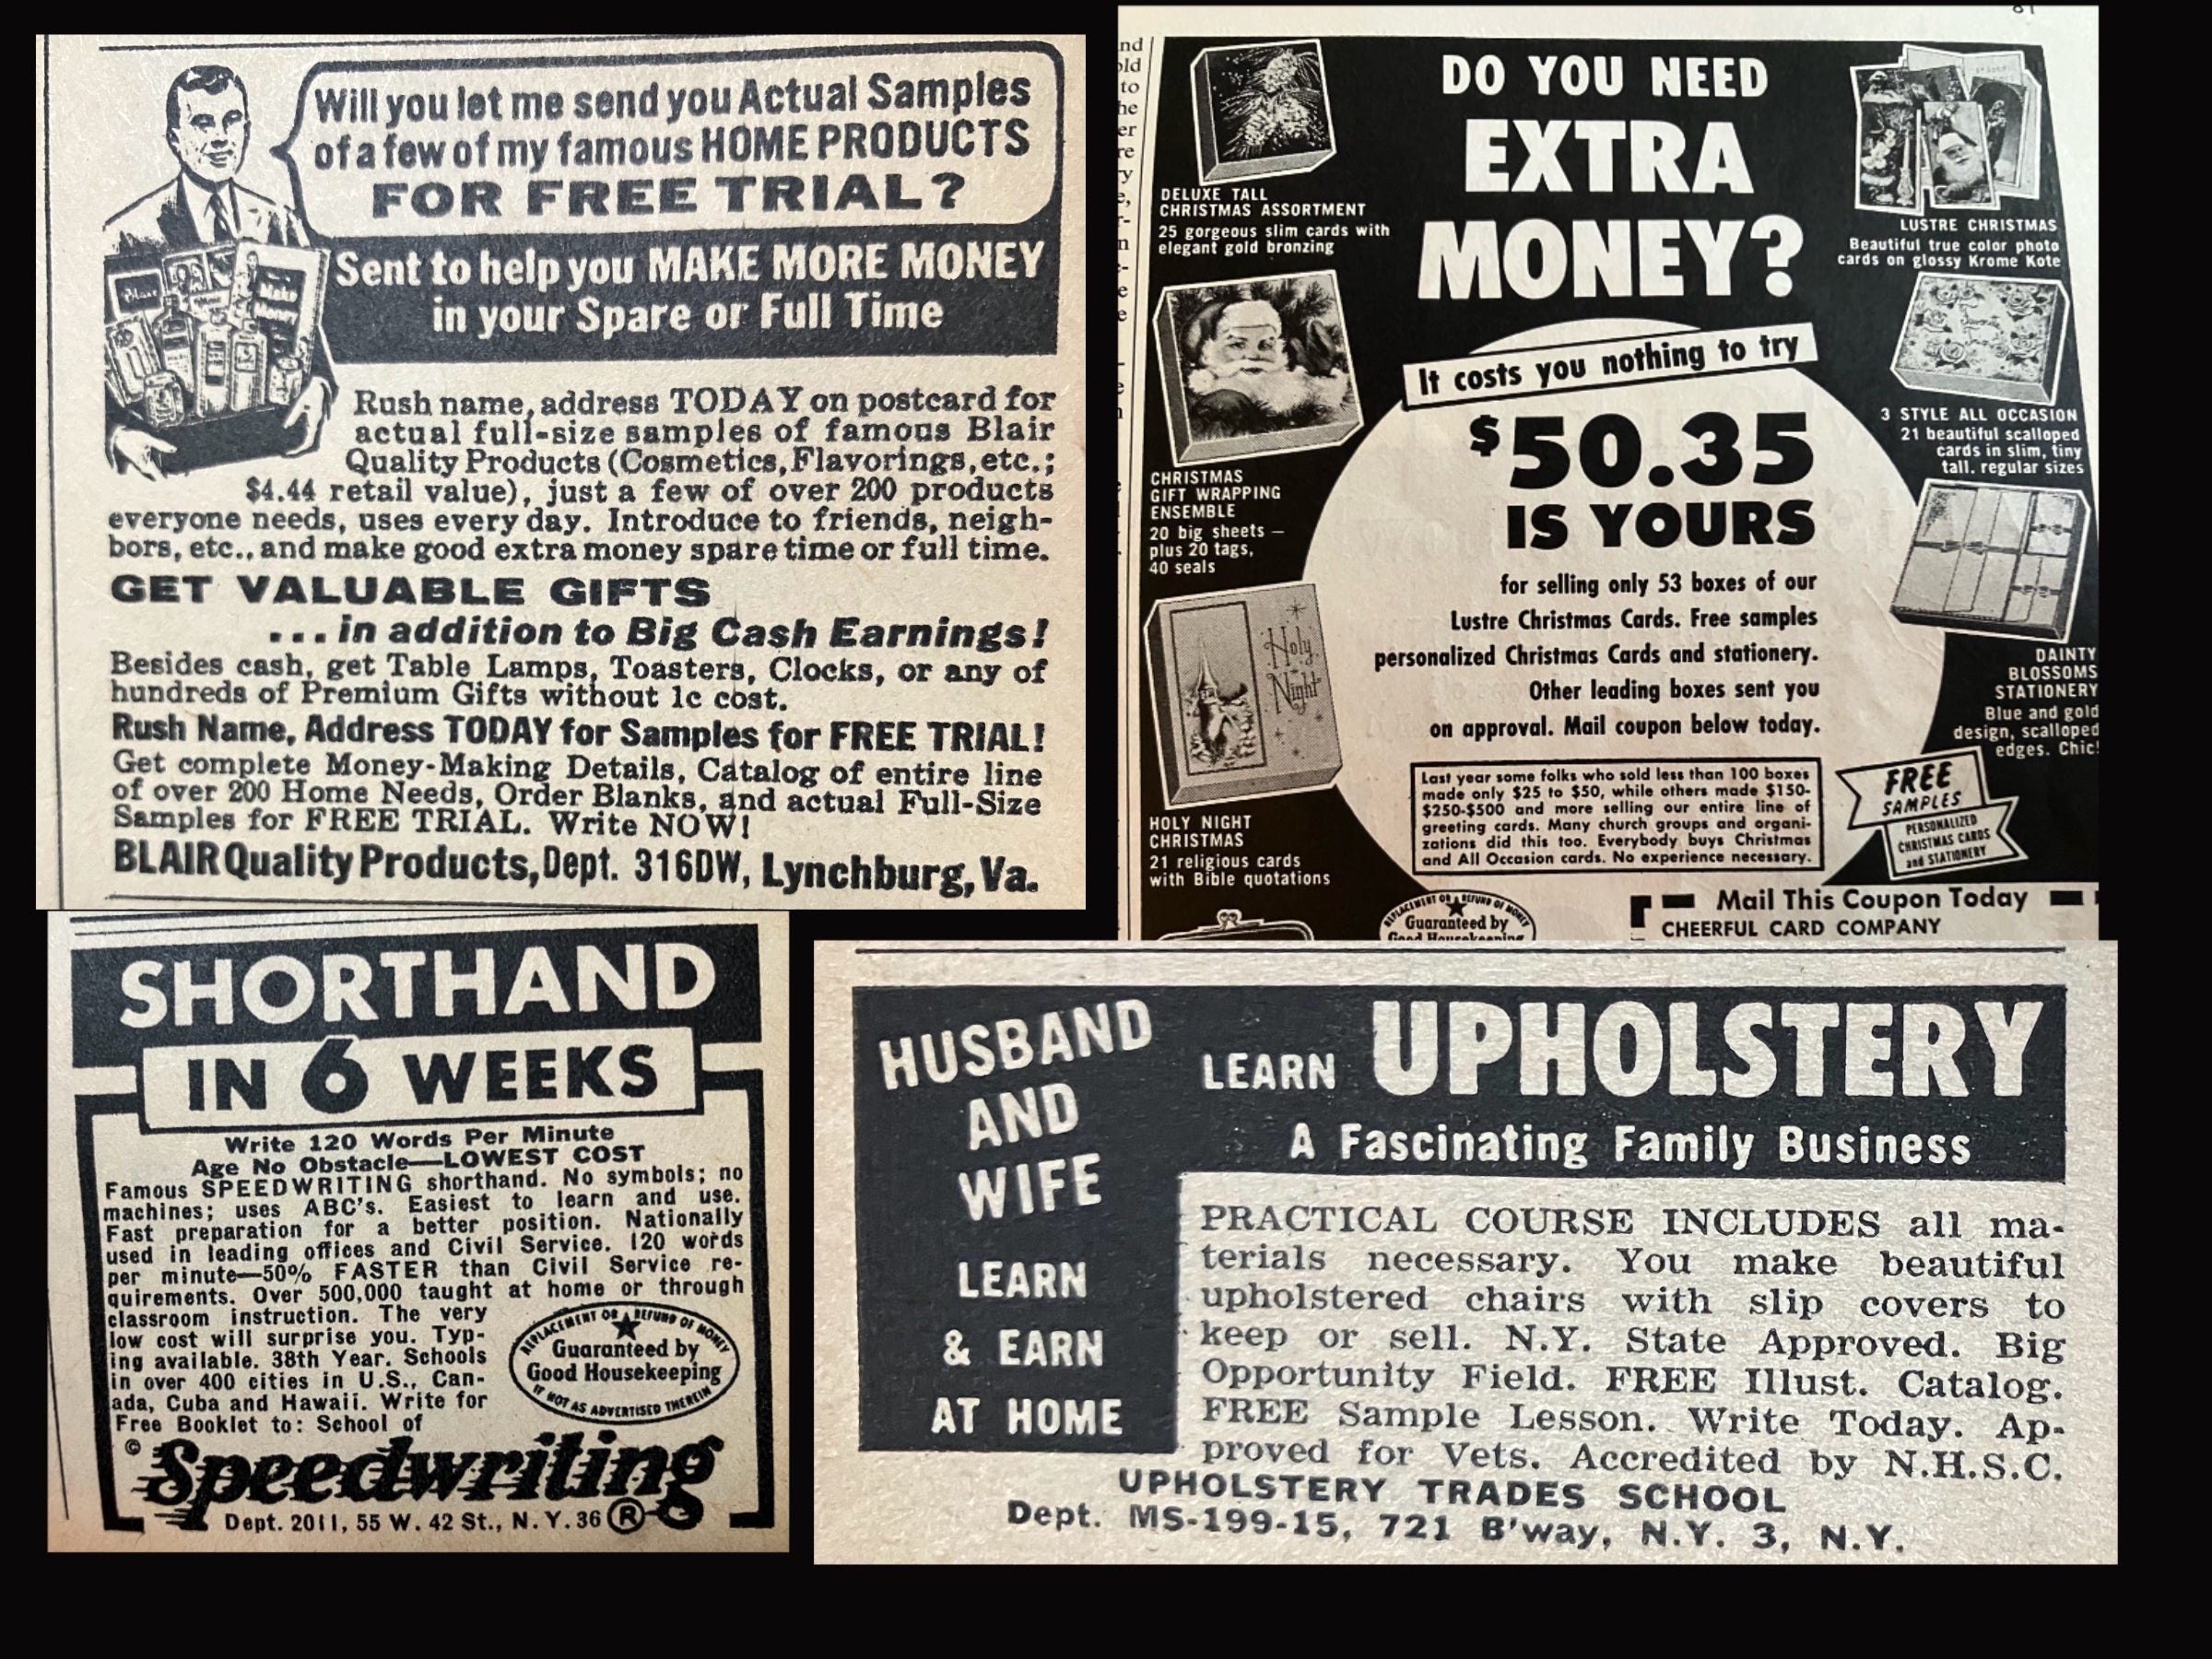 Will you let me send you Actual Samples
of a few of my famous HOME PRODUCTS
FOR FREE TRIAL?
Sent to help you MAKE MORE MONEY
in your Spare or Full Time
Blair
Make
Money
Rush name, address TODAY on postcard for
actual full-size samples of famous Blair
Quality Products (Cosmetics, Flavorings, etc.;
$4.44 retail value), just a few of over 200 products
everyone needs, uses every day. Introduce to friends, neigh-
bors, etc., and make good extra money spare time or full time.
GET VALUABLE GIFTS
...in addition to Big Cash Earnings!
Besides cash, get Table Lamps, Toasters, Clocks, or any of
hundreds of Premium Gifts without 1c cost.
Rush Name, Address TODAY for Samples for FREE TRIAL!
Get complete Money-Making Details, Catalog of entire line
of over 200 Home Needs, Order Blanks, and actual Full-Size
Samples for FREE TRIAL. Write NOW!
BLAIR Quality Products, Dept. 316DW, Lynchburg, Va.
DO YOU NEED
EXTRA
MONEY?
It costs you nothing to try
$50.35
IS YOURS
for selling only 53 boxes of our
Lustre Christmas Cards. Free samples
personalized Christmas Cards and stationery.
Other leading boxes sent you
on approval. Mail coupon below today.
Last year some folks who sold less than 100 boxes
made only $25 to $50, while others made $150-
$250-$500 and more selling our entire line of
greeting cards. Many church groups and organi-
zations did this too. Everybody buys Christmas
and All Occasion cards. No experience necessary.
DELUXE TALL
CHRISTMAS ASSORTMENT
25 gorgeous slim cards with
elegant gold bronzing
CHRISTMAS
GIFT WRAPPING
ENSEMBLE
20 big sheets —
plus 20 tags,
40 seals
Holy
Night
HOLY NIGHT
CHRISTMAS
21 religious cards
with Bible quotations
LUSTRE CHRISTMAS
Beautiful true color photo
cards on glossy Krome Kote
3 STYLE ALL OCCASION
21 beautiful scalloped
cards in slim, tiny
tall, regular sizes
DAINTY
BLOSSOMS
STATIONERY
Blue and gold
design, scalloped
edges. Chic!
FREE
SAMPLES
PERSONALIZED
CHRISTMAS CARDS
and STATIONERY
REPLACEMENT OR REFUND OF MONEY
Guaranteed by
Good Housekeeping
Mail This Coupon Today
CHEERFUL CARD COMPANY
SHORTHAND
IN 6 WEEKS
Write 120 Words Per Minute
Age No Obstacle—LOWEST COST
Famous SPEEDWRITING shorthand. No symbols; no
machines; uses ABC's. Easiest to learn and use.
Fast preparation for a better position. Nationally
used in leading offices and Civil Service. 120 words
per minute—50% FASTER than Civil Service re-
quirements. Over 500,000 taught at home or through
classroom instruction. The very
low cost will surprise you. Typ-
ing available. 38th Year. Schools
in over 400 cities in U.S., Can-
ada, Cuba and Hawaii. Write for
Free Booklet to: School of
REPLACEMENT OR REFUND OF MONEY
Guaranteed by
Good Housekeeping
IF NOT AS ADVERTISED THEREIN
© Speedwriting ®
Dept. 2011, 55 W. 42 St., N.Y. 36
HUSBAND
AND
WIFE
LEARN
& EARN
AT HOME
LEARN UPHOLSTERY
A Fascinating Family Business
PRACTICAL COURSE INCLUDES all ma-
terials necessary. You make beautiful
upholstered chairs with slip covers to
keep or sell. N.Y. State Approved. Big
Opportunity Field. FREE Illust. Catalog.
FREE Sample Lesson. Write Today. Ap-
proved for Vets. Accredited by N.H.S.C.
UPHOLSTERY TRADES SCHOOL
Dept. MS-199-15, 721 B'way, N.Y. 3, N.Y.